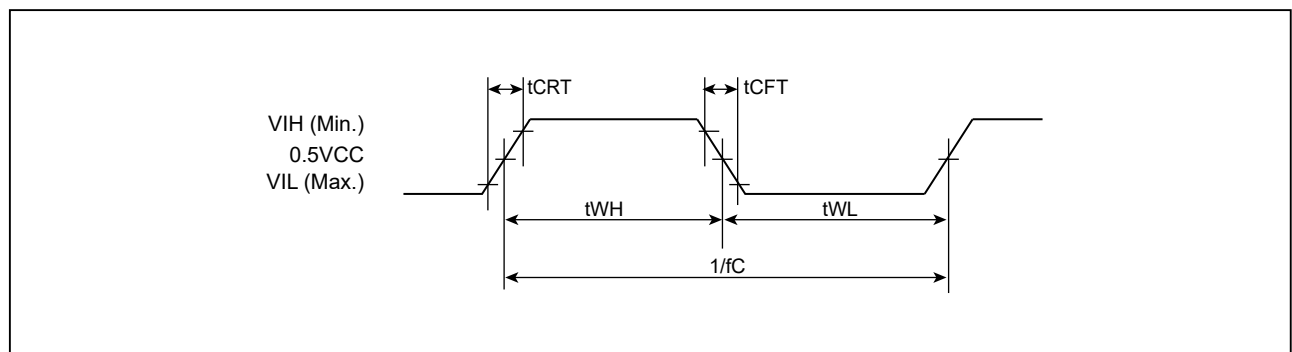 tCRT
tCFT
VIH (Min.)
0.5VCC
VIL (Max.)
tWH
tWL
1/fC